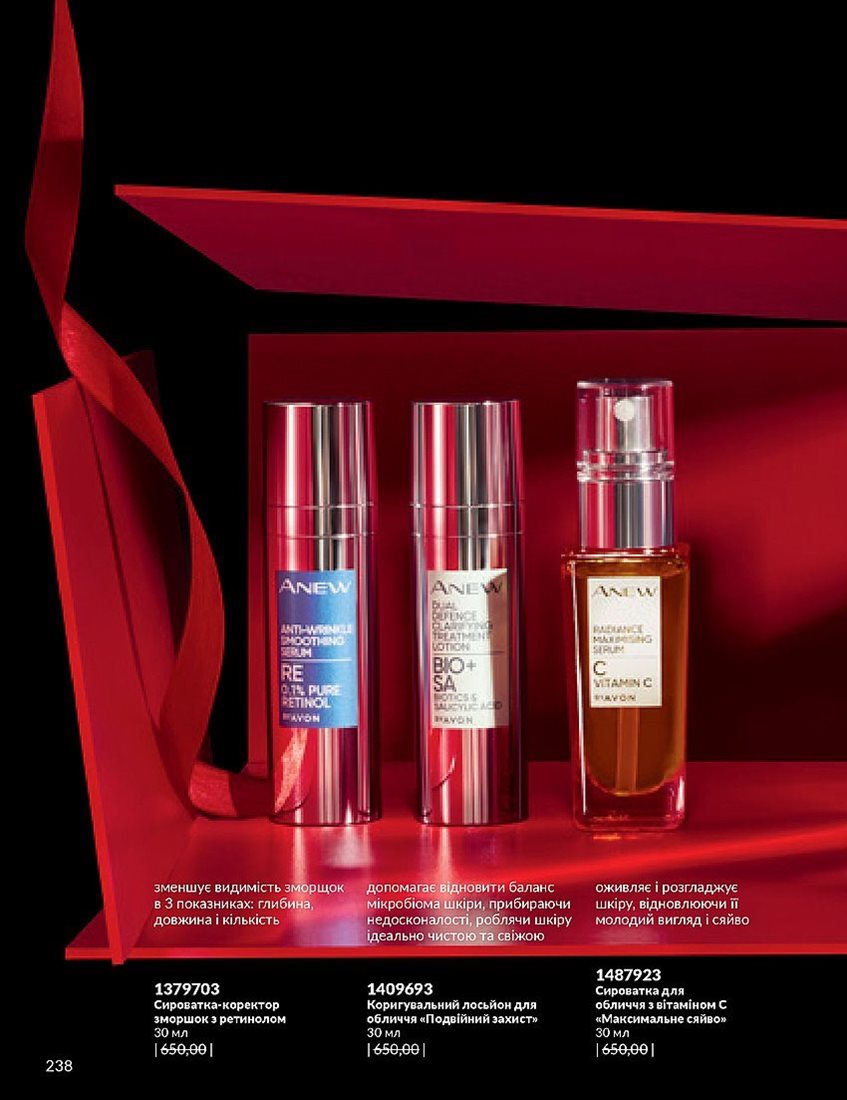 ANEW
ANTI-WRINKLE
SMOOTHING
SERUM
RE
0.1% PURE
RETINOL
BY AVON
ANEW
DUAL
DEFENCE
CLARIFYING
TREATMENT
LOTION
BIO+
SA
BIOTICS &
SALICYLIC ACID
BY AVON
ANEW
RADIANCE
MAXIMISING
SERUM
C
VITAMIN C
BY AVON
зменшує видимість зморщок
в 3 показниках: глибина,
довжина і кількість
допомагає відновити баланс
мікробіома шкіри, прибираючи
недосконалості, роблячи шкіру
ідеально чистою та свіжою
оживляє і розгладжує
шкіру, відновлюючи її
молодий вигляд і сяйво
1379703
Сироватка-коректор
зморшок з ретинолом
30 мл
| 650,00 |
1409693
Коригувальний лосьйон для
обличчя «Подвійний захист»
30 мл
| 650,00 |
1487923
Сироватка для
обличчя з вітаміном С
«Максимальне сяйво»
30 мл
| 650,00 |
238